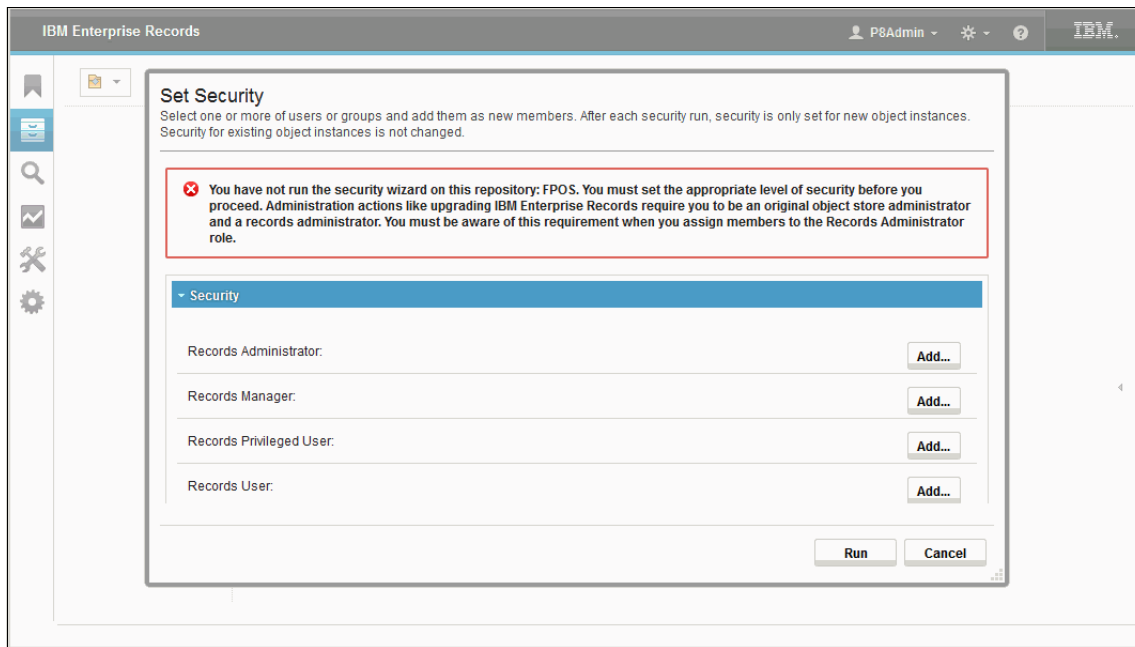 IBM Enterprise Records
P8Admin
IBM.
Set Security
Select one or more of users or groups and add them as new members. After each security run, security is only set for new object instances.
Security for existing object instances is not changed.
You have not run the security wizard on this repository: FPOS. You must set the appropriate level of security before you
proceed. Administration actions like upgrading IBM Enterprise Records require you to be an original object store administrator
and a records administrator. You must be aware of this requirement when you assign members to the Records Administrator
role.
Security
Records Administrator:
Add...
Records Manager:
Add...
Records Privileged User:
Add...
Records User:
Add...
Run
Cancel